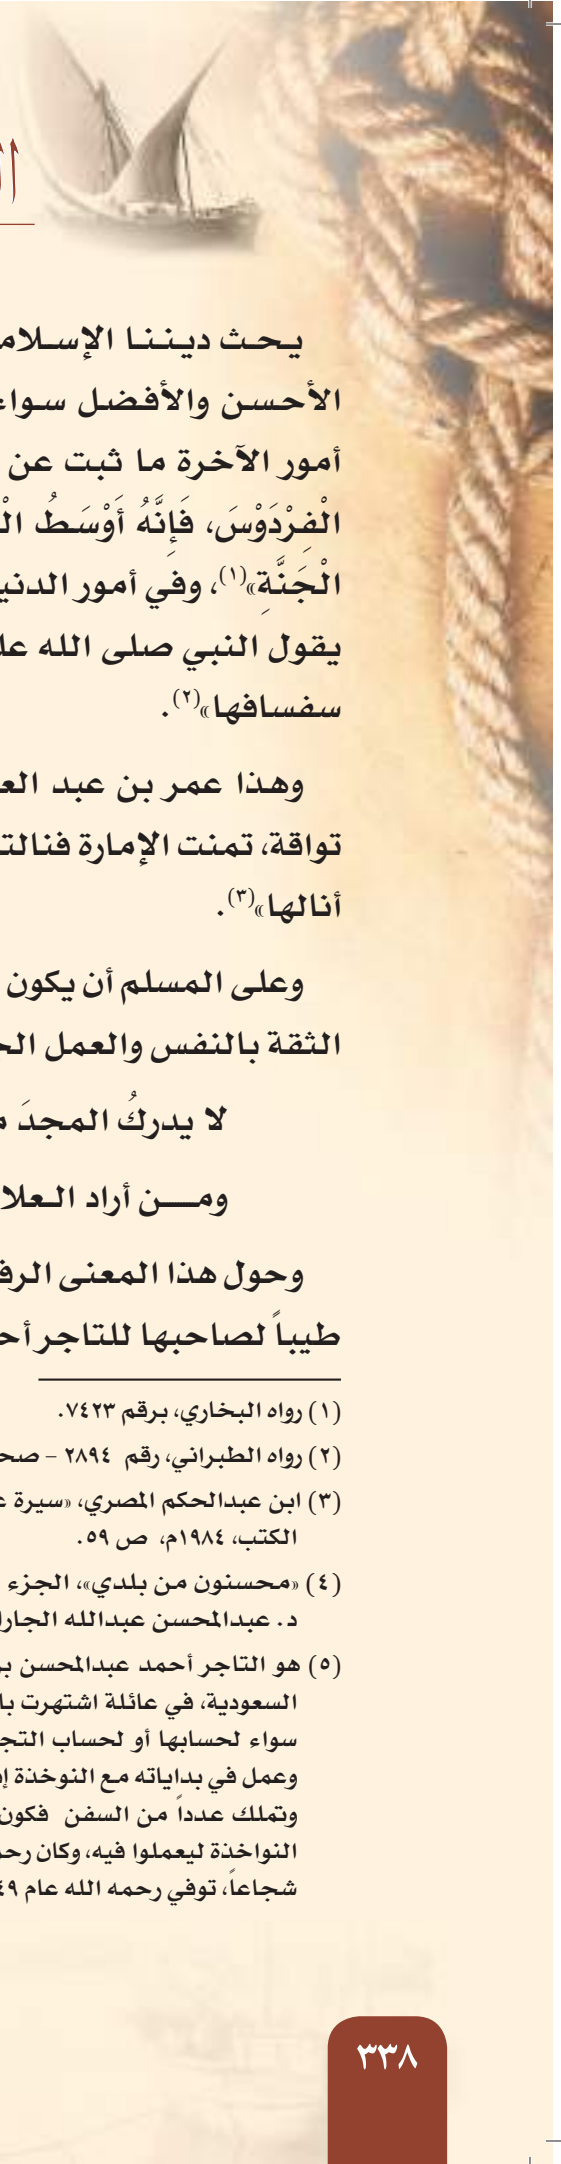 يحث ديننا الإسلام
الأحسن والأفضل سواء
أمور الآخرة ما ثبت عن
الْفِرْدَوْسَ، فَإِنَّهُ أَوْسَطُ الْ
الْجَنَّةِ»(١)، وفي أمور الدني
يقول النبي صلى الله عل
سفسافها»(٢).
وهذا عمر بن عبد الع
تواقة، تمنت الإمارة فنالت
أنالها»(٣).
وعلى المسلم أن يكون
الثقة بالنفس والعمل الح
لا يدركُ المجدَ م
ومــن أراد العلا
وحول هذا المعنى الرف
طيباً لصاحبها للتاجر أح
(١) رواه البخاري، برقم ٧٤٢٣.
(٢) رواه الطبراني، رقم ٢٨٩٤ – صح
(٣) ابن عبدالحكم المصري، «سيرة ع
الكتب، ١٩٨٤م، ص ٥٩.
(٤) «محسنون من بلدي»، الجزء
د. عبدالمحسن عبدالله الجار
(٥) هو التاجر أحمد عبدالمحسن بن
السعودية، في عائلة اشتهرت با
سواء لحسابها أو لحساب التج
وعمل في بداياته مع النوخذة إ
وتملك عدداً من السفن فكون
النواخذة ليعملوا فيه، وكان رح
شجاعاً، توفي رحمه الله عام ٤٩
٣٣٨